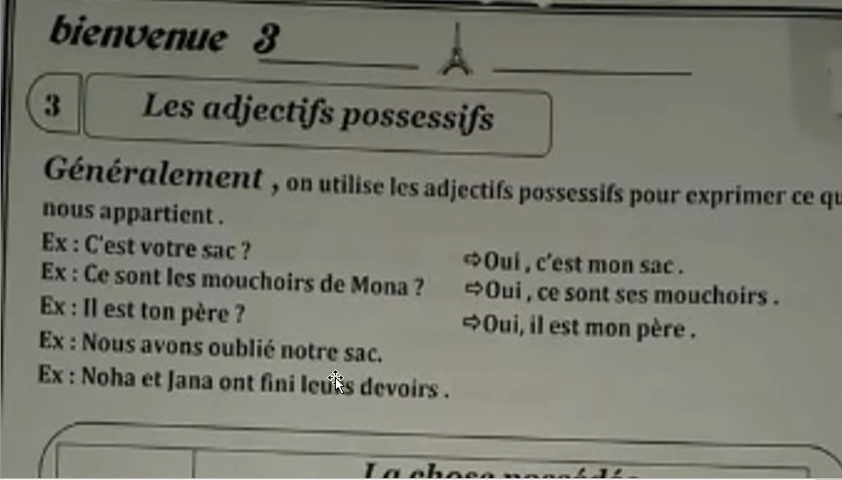 bienvenue 3
3 Les adjectifs possessifs
Généralement , on utilise les adjectifs possessifs pour exprimer ce
nous appartient .
Ex : C'est votre sac ? ⇨Oui , c'est mon sac .
Ex : Ce sont les mouchoirs de Mona ? ⇨Oui , ce sont ses mouchoirs .
Ex : Il est ton père ? ⇨Oui, il est mon père .
Ex : Nous avons oublié notre sac.
Ex : Noha et Jana ont fini leurs devoirs .
La chose possédée